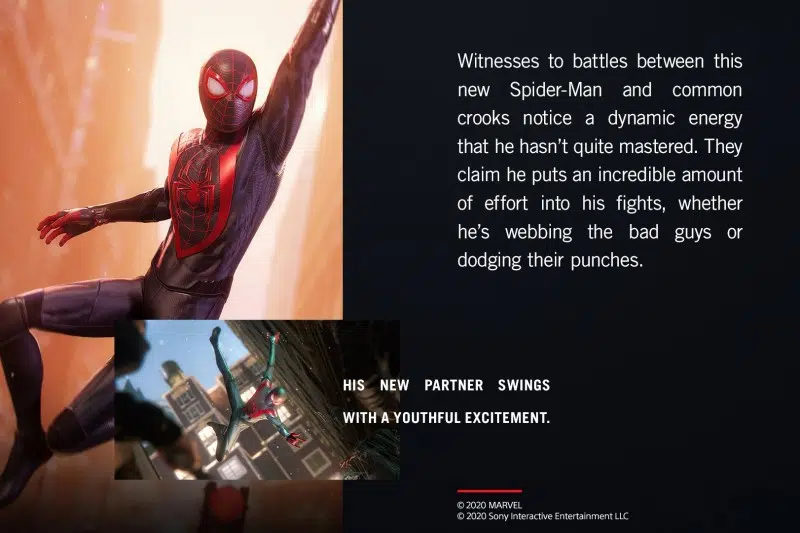 Witnesses to battles between this
new Spider-Man and common
crooks notice a dynamic energy
that he hasn't quite mastered. They
claim he puts an incredible amount
of effort into his fights, whether
he's webbing the bad guys or
dodging their punches.
HIS NEW PARTNER SWINGS
WITH A YOUTHFUL EXCITEMENT.
© 2020 MARVEL
© 2020 Sony Interactive Entertainment LLC